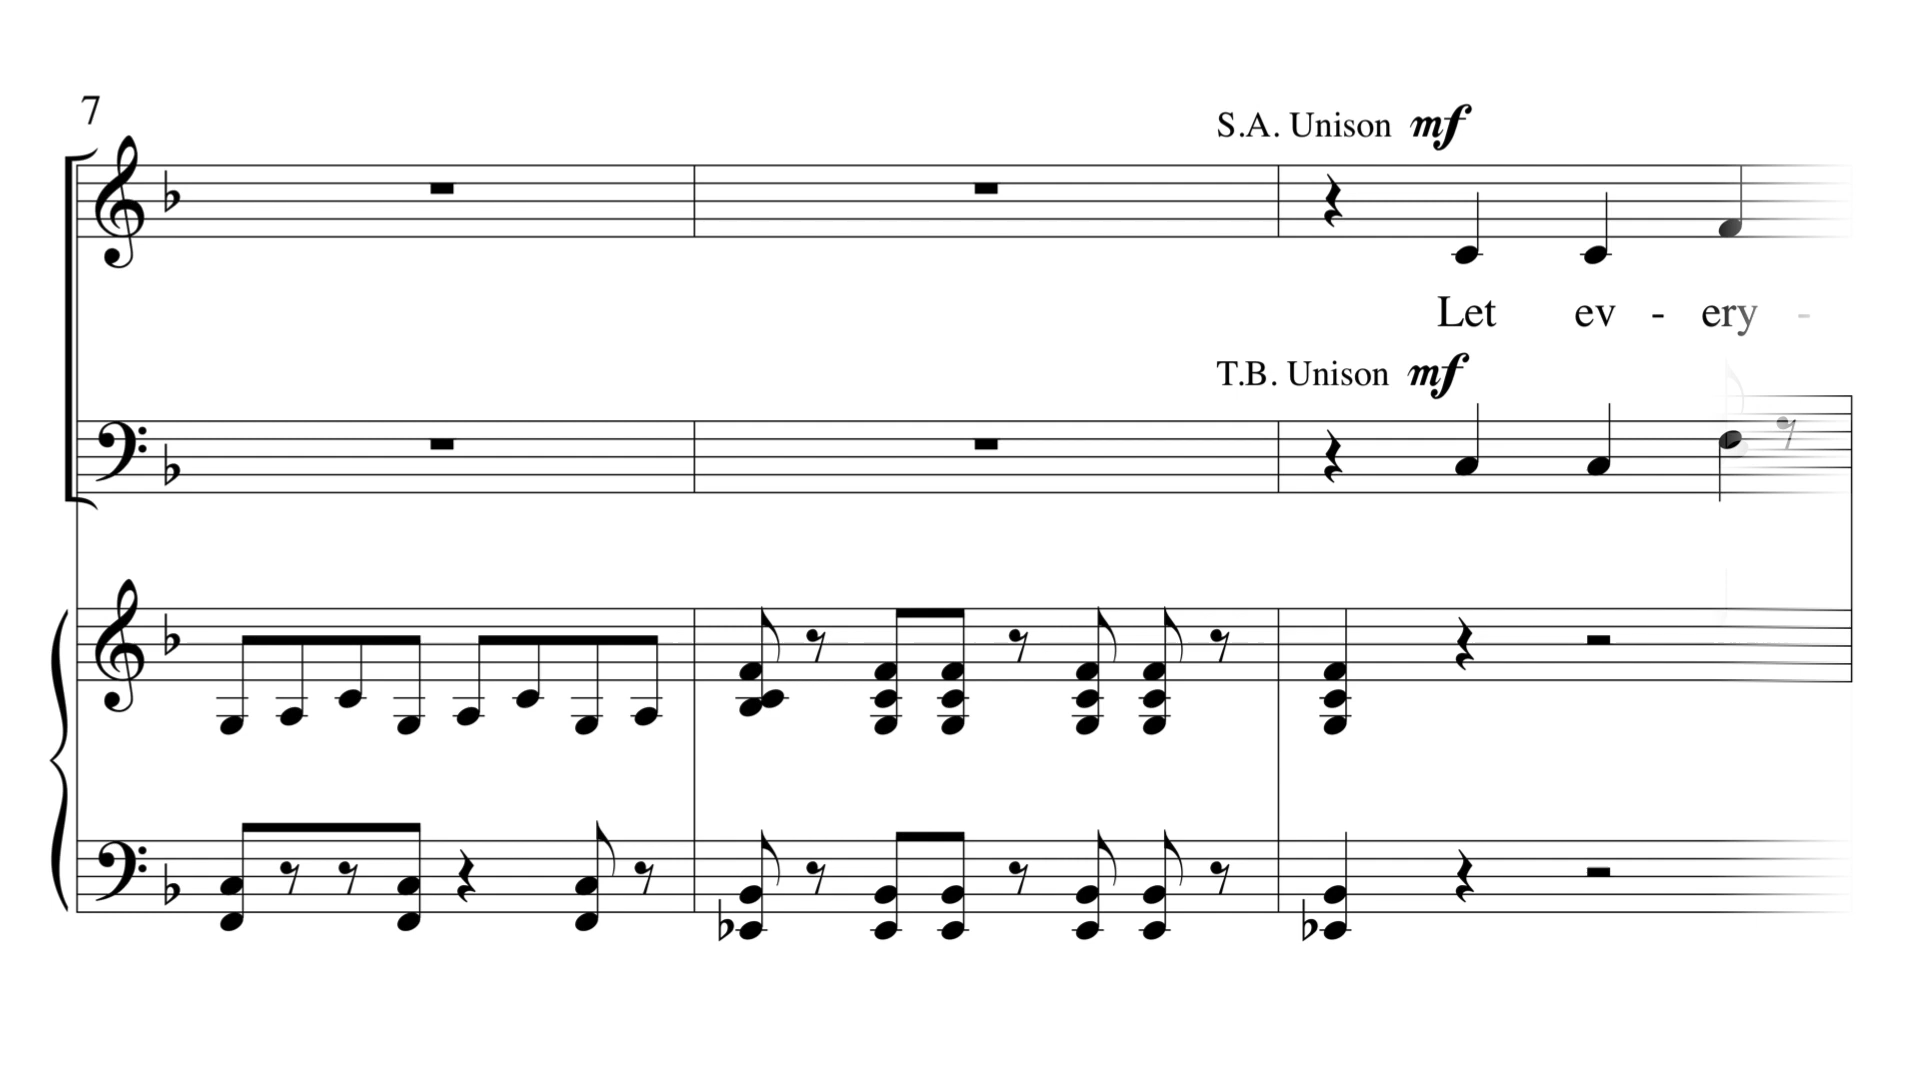 7
S.A. Unison mf
Let ev - ery -
T.B. Unison mf